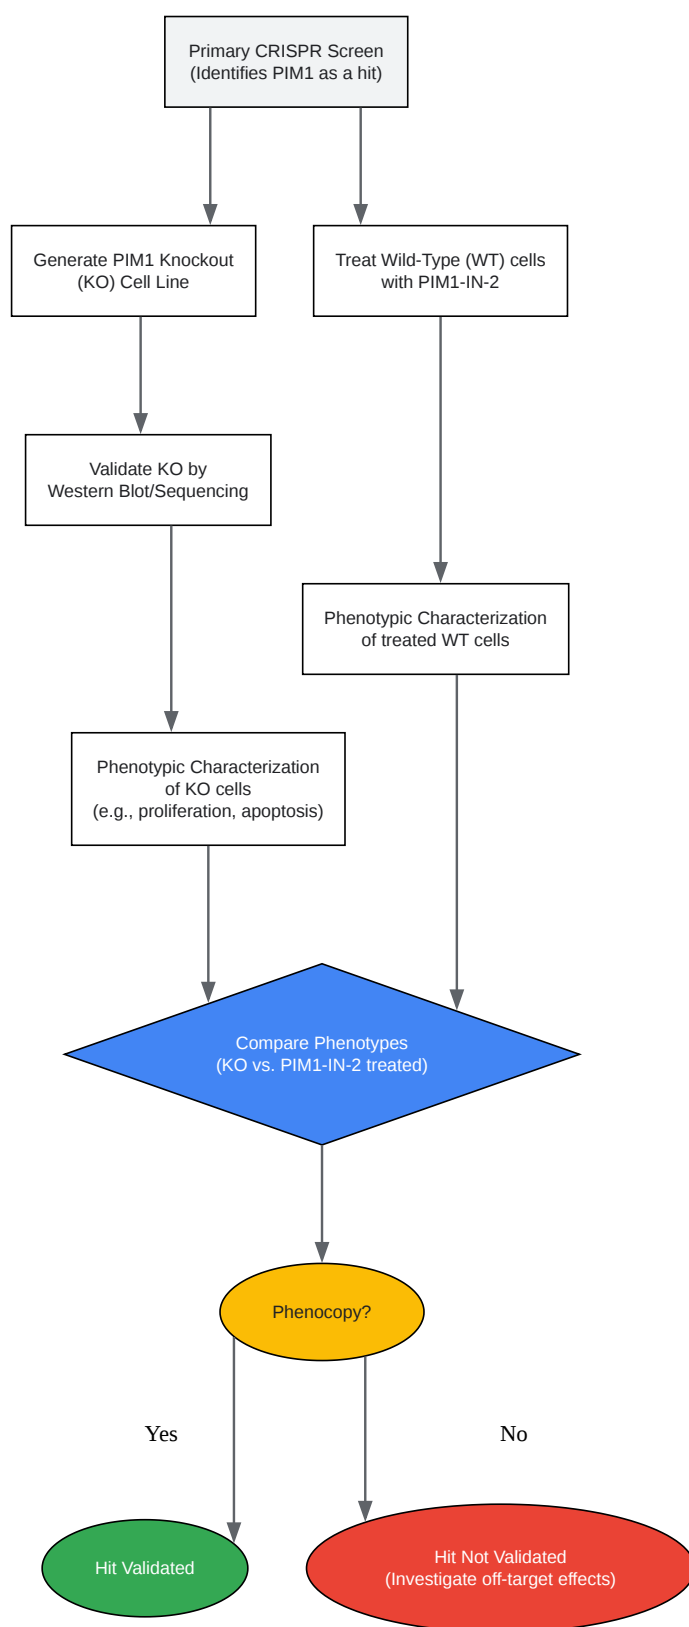 Primary CRISPR Screen
(Identifies PIM1 as a hit)
Generate PIM1 Knockout
(KO) Cell Line
Treat Wild-Type (WT) cells
with PIM1-IN-2
Validate KO by
Western Blot/Sequencing
Phenotypic Characterization
of treated WT cells
Phenotypic Characterization
of KO cells
(e.g., proliferation, apoptosis)
Compare Phenotypes
(KO vs. PIM1-IN-2 treated)
Phenocopy?
Yes
No
Hit Validated
Hit Not Validated
(Investigate off-target effects)